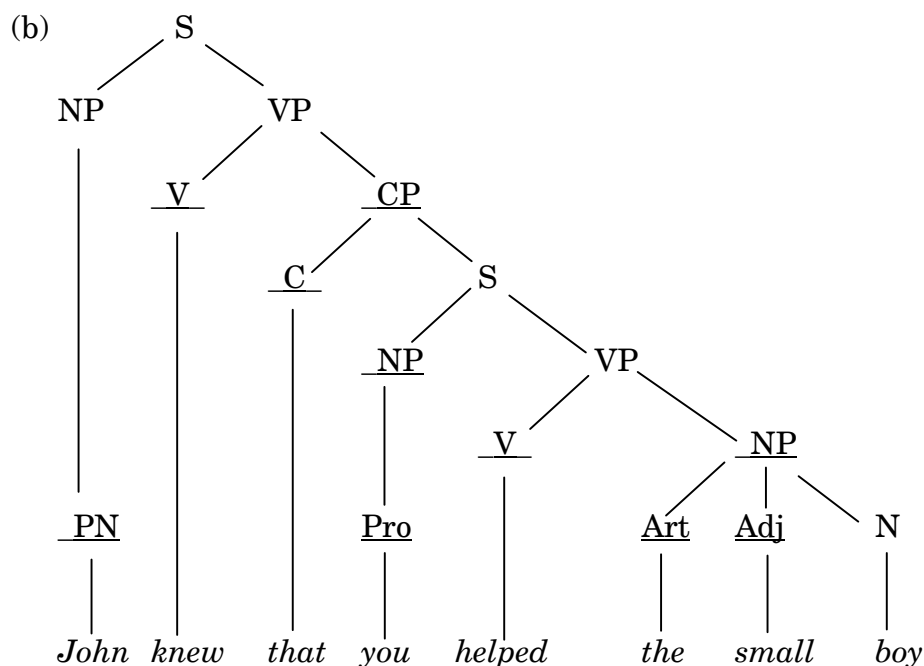 (b) S
NP VP
V CP
C S
NP VP
V NP
PN Pro Art Adj N
John knew that you helped the small boy